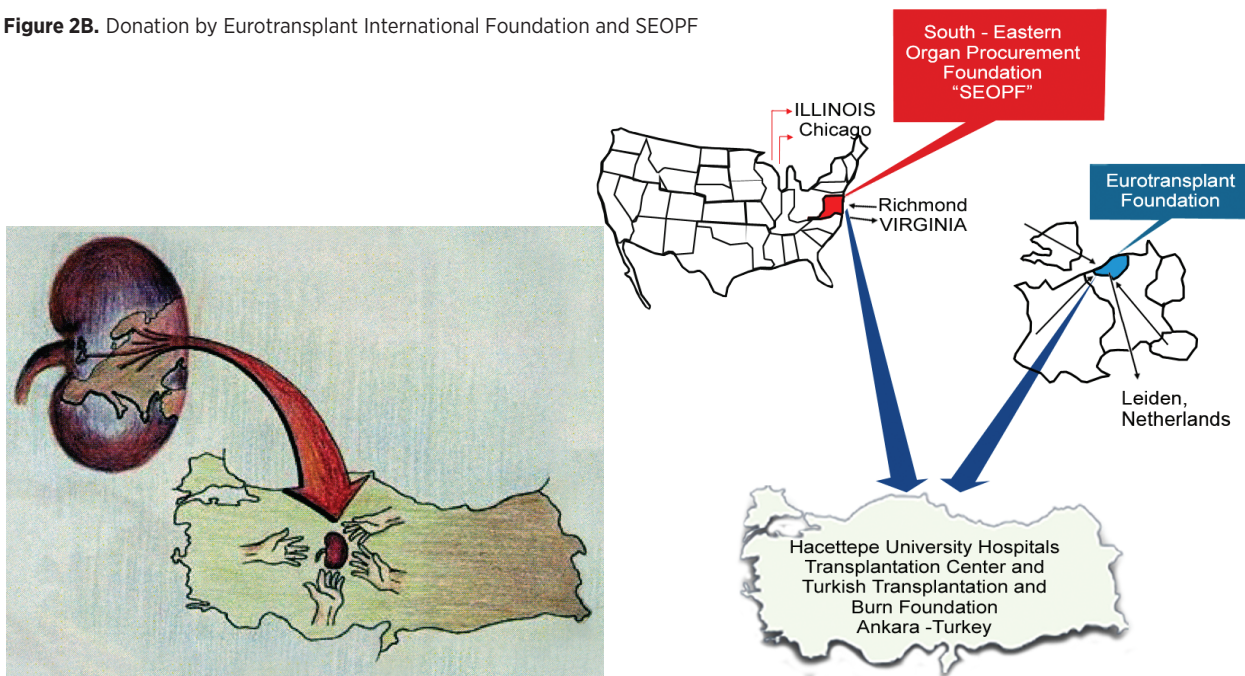 Figure 2B. Donation by Eurotransplant International Foundation and SEOPF
South - Eastern
Organ Procurement
Foundation
“SEOPF”
ILLINOIS
Chicago
Eurotransplant
Foundation
Richmond
VIRGINIA
Leiden,
Netherlands
Hacettepe University Hospitals
Transplantation Center and
Turkish Transplantation and
Burn Foundation
Ankara -Turkey